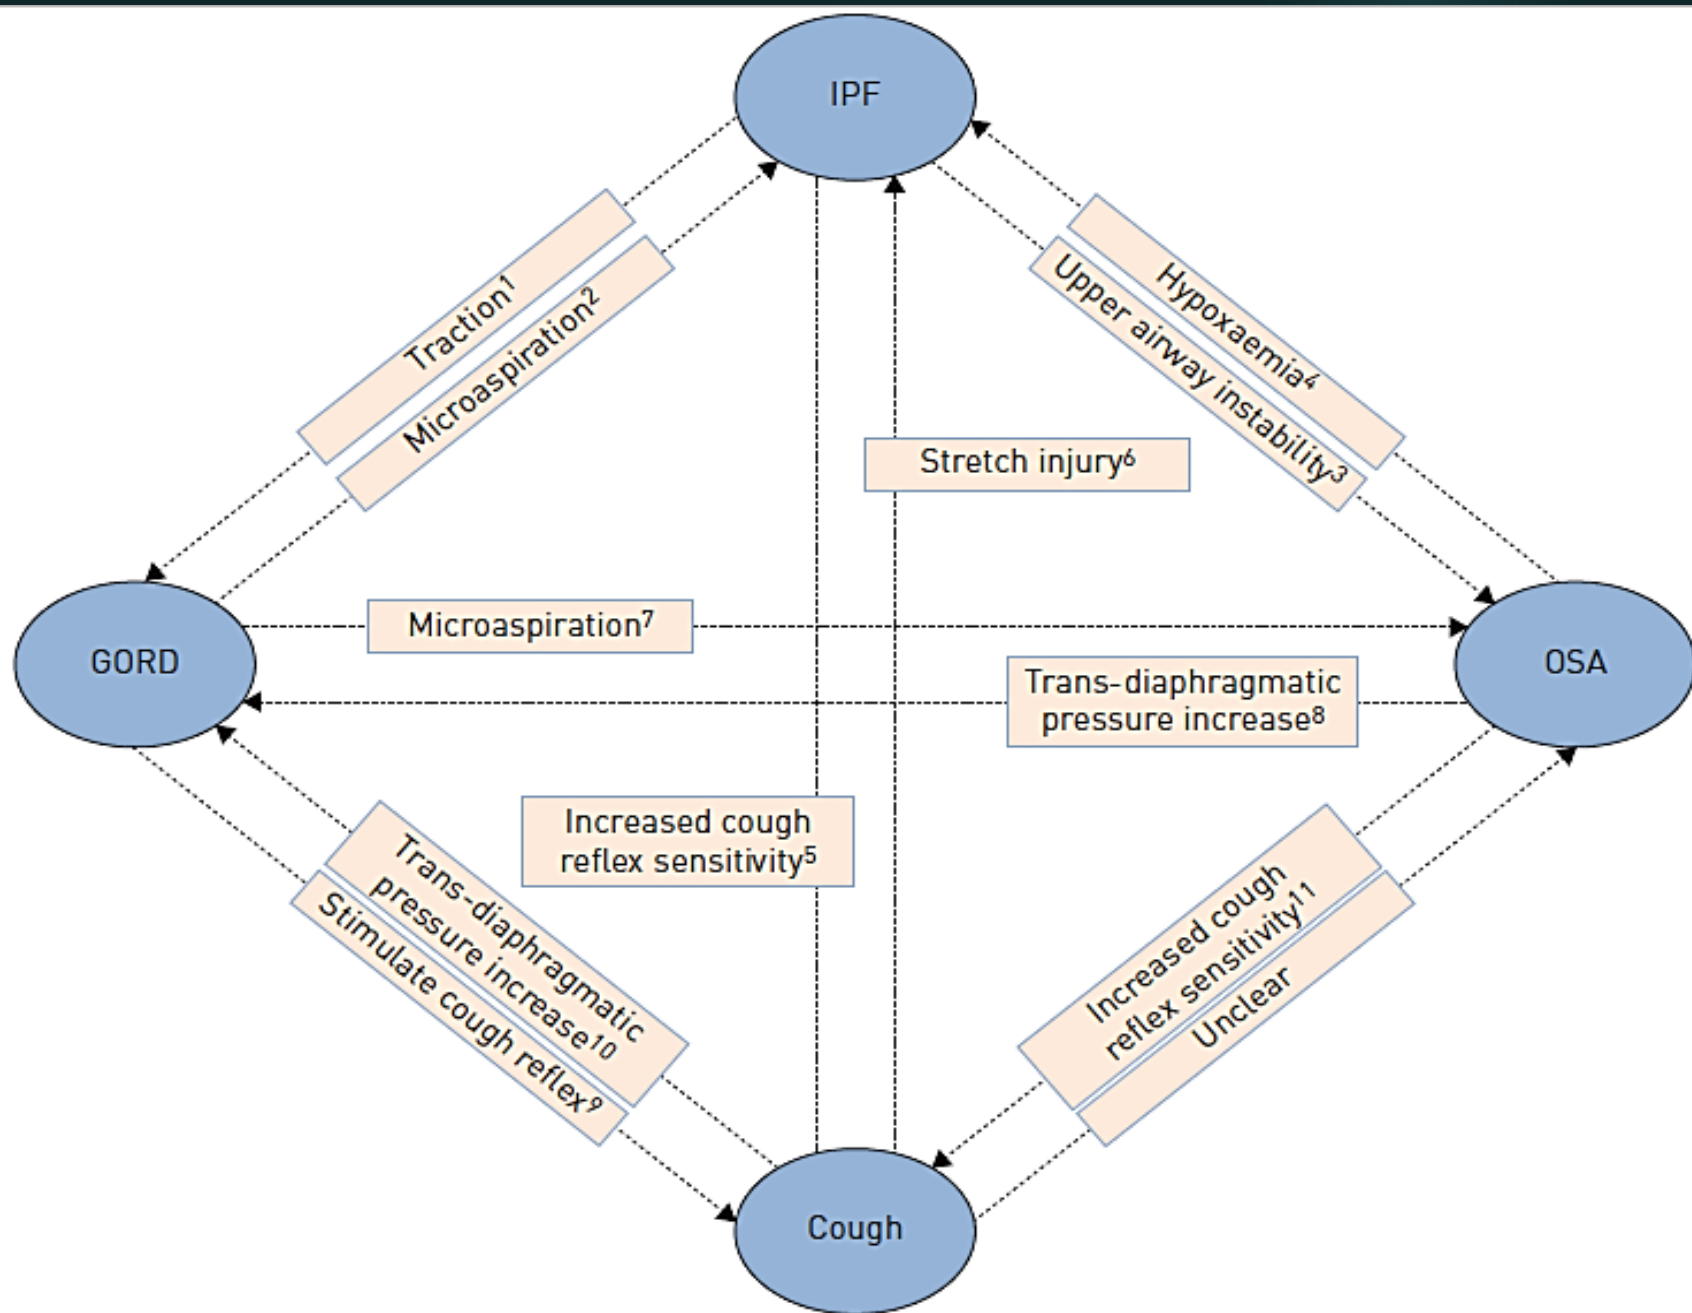 IPF
Traction¹
Microaspiration²
Hypoxaemia⁴
Upper airway instability³
Stretch injury⁶
Microaspiration⁷
GORD
OSA
Trans-diaphragmatic
pressure increase⁸
Increased cough
reflex sensitivity⁵
Trans-diaphragmatic
pressure increase¹⁰
Stimulate cough reflex⁹
Increased cough
reflex sensitivity¹¹
Unclear
Cough